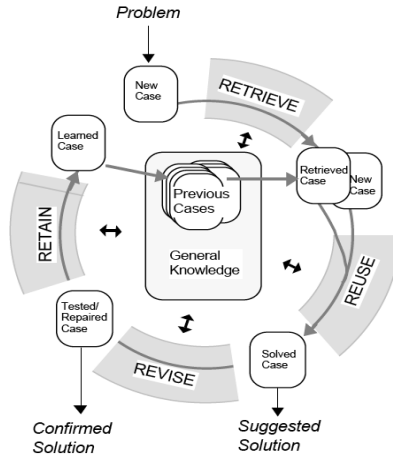 Problem
New
Case
RETRIEVE
Learned
Case
Retrieved
Case
New
Case
Previous
Cases
General
Knowledge
RETAIN
REUSE
Tested/
Repaired
Case
REVISE
Solved
Case
Confirmed
Solution
Suggested
Solution